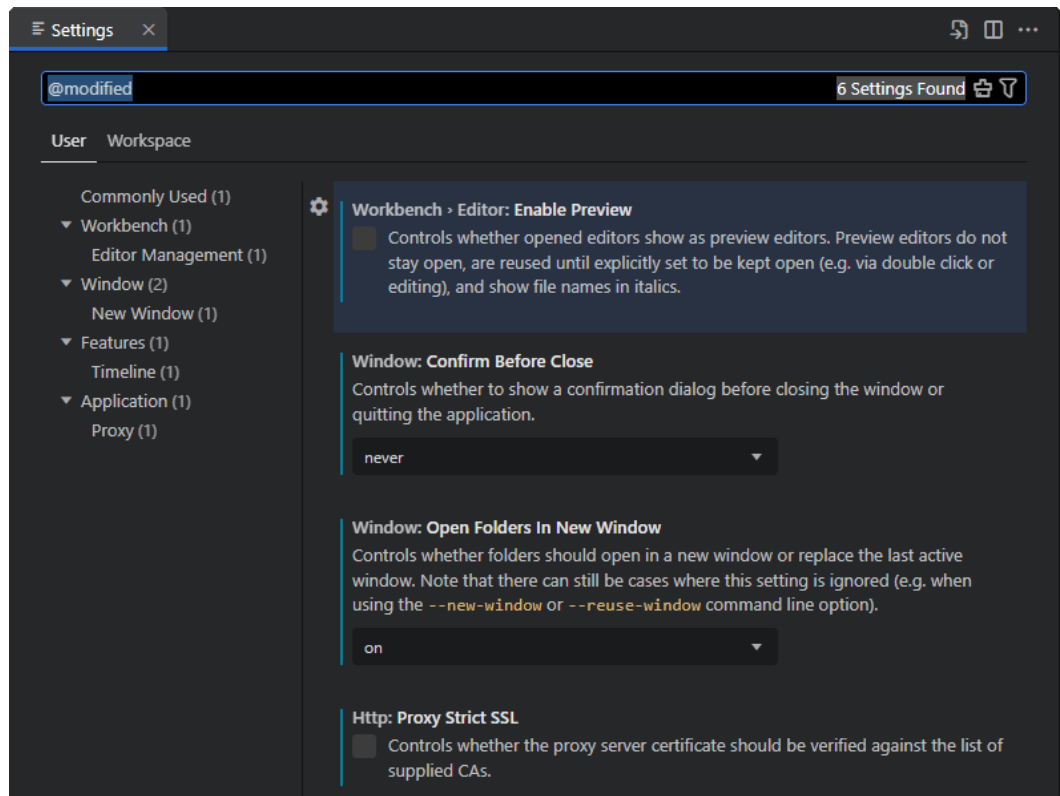 Settings
@modified
6 Settings Found
User Workspace
Commonly Used (1)
Workbench (1)
Editor Management (1)
Window (2)
New Window (1)
Features (1)
Timeline (1)
Application (1)
Proxy (1)
Workbench › Editor: Enable Preview
Controls whether opened editors show as preview editors. Preview editors do not
stay open, are reused until explicitly set to be kept open (e.g. via double click or
editing), and show file names in italics.
Window: Confirm Before Close
Controls whether to show a confirmation dialog before closing the window or
quitting the application.
never
Window: Open Folders In New Window
Controls whether folders should open in a new window or replace the last active
window. Note that there can still be cases where this setting is ignored (e.g. when
using the --new-window or --reuse-window command line option).
on
Http: Proxy Strict SSL
Controls whether the proxy server certificate should be verified against the list of
supplied CAs.